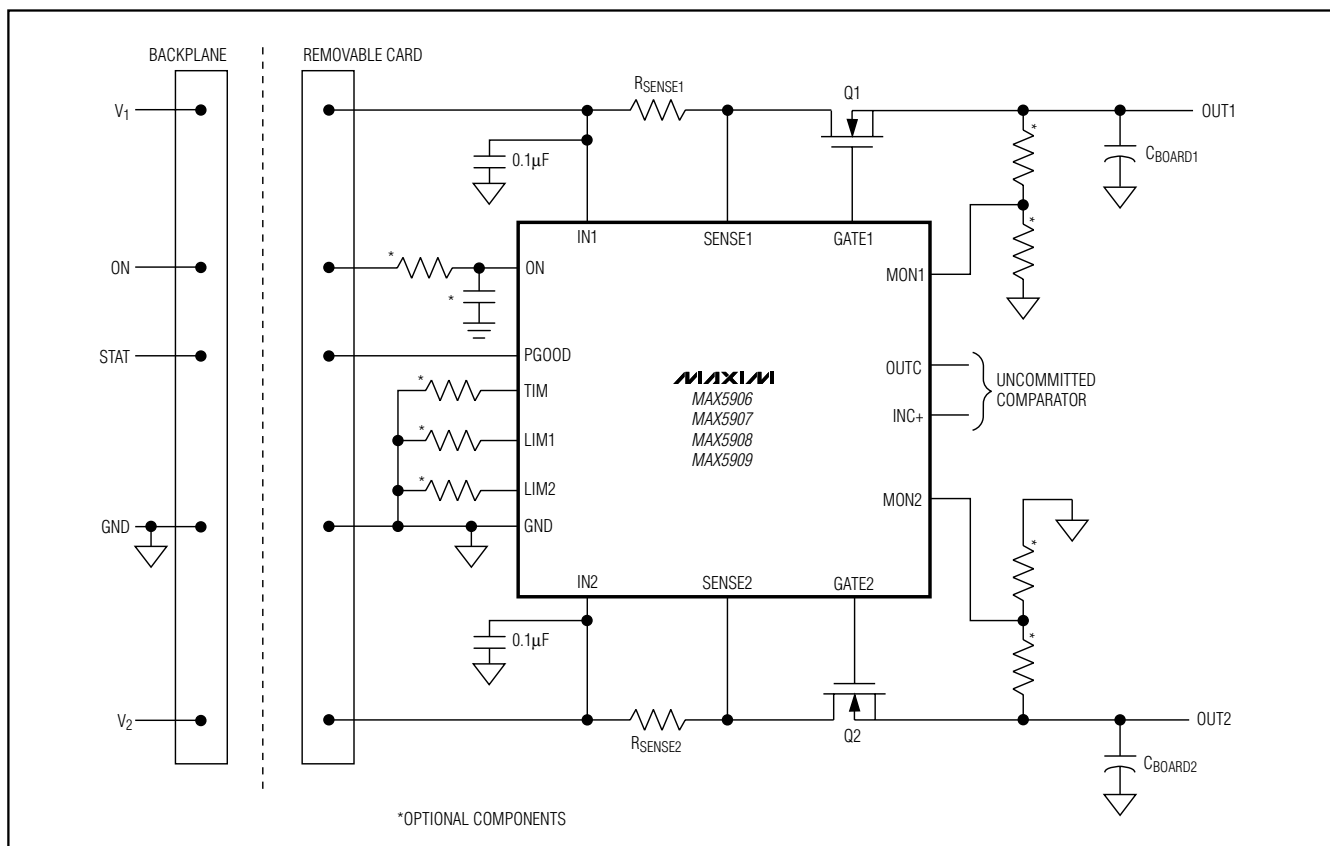 BACKPLANE
REMOVABLE CARD
V1
RSENSE1
Q1
OUT1
0.1µF
CBOARD1
IN1
SENSE1
GATE1
ON
*
ON
MON1
*
*
*
STAT
PGOOD
OUTC
UNCOMMITTED
COMPARATOR
INC+
MAXIM
MAX5906
MAX5907
MAX5908
MAX5909
*
TIM
*
LIM1
*
LIM2
MON2
GND
GND
*
*
IN2
SENSE2
GATE2
0.1µF
V2
RSENSE2
Q2
OUT2
CBOARD2
*OPTIONAL COMPONENTS